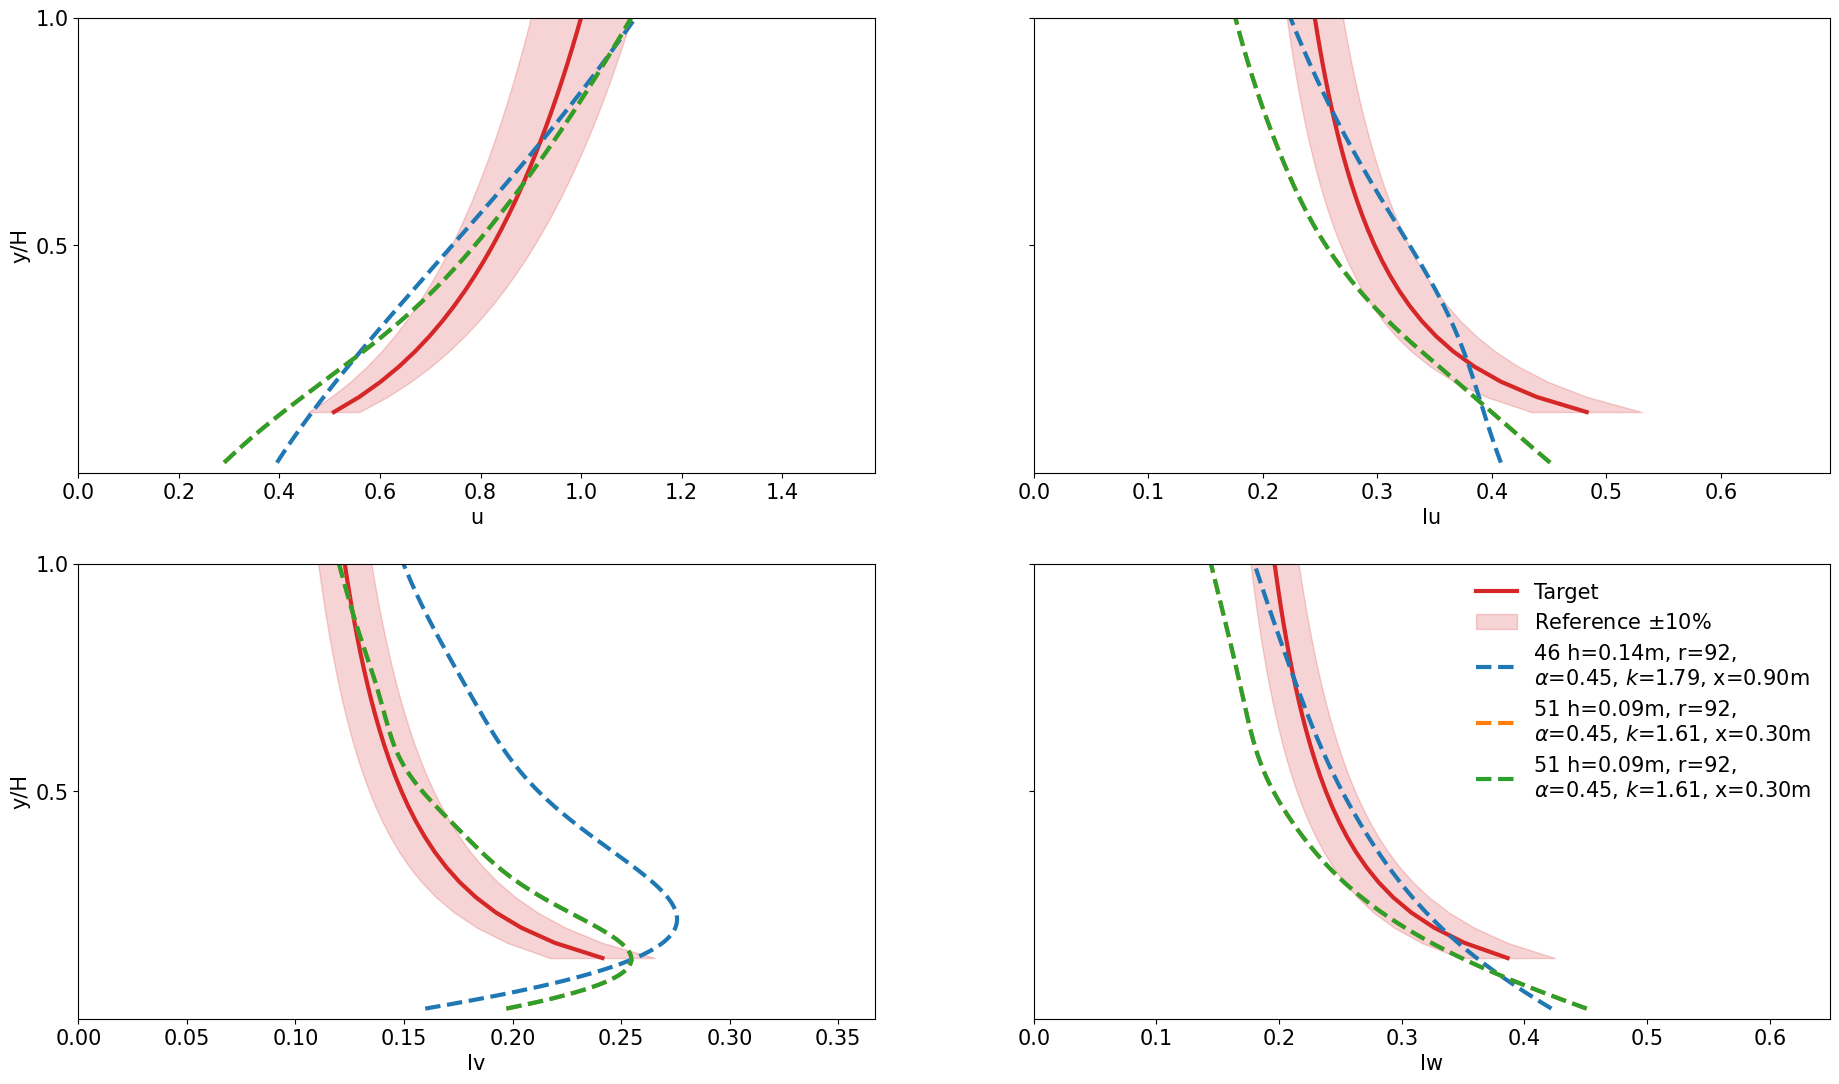 1.0
0.5
y/H
0.0 0.2 0.4 0.6 0.8 1.0 1.2 1.4
u
0.0 0.1 0.2 0.3 0.4 0.5 0.6
Iu
1.0
0.5
y/H
0.00 0.05 0.10 0.15 0.20 0.25 0.30 0.35
Iv
Target
Reference ±10%
46 h=0.14m, r=92,
α=0.45, k=1.79, x=0.90m
51 h=0.09m, r=92,
α=0.45, k=1.61, x=0.30m
51 h=0.09m, r=92,
α=0.45, k=1.61, x=0.30m
0.0 0.1 0.2 0.3 0.4 0.5 0.6
Iw